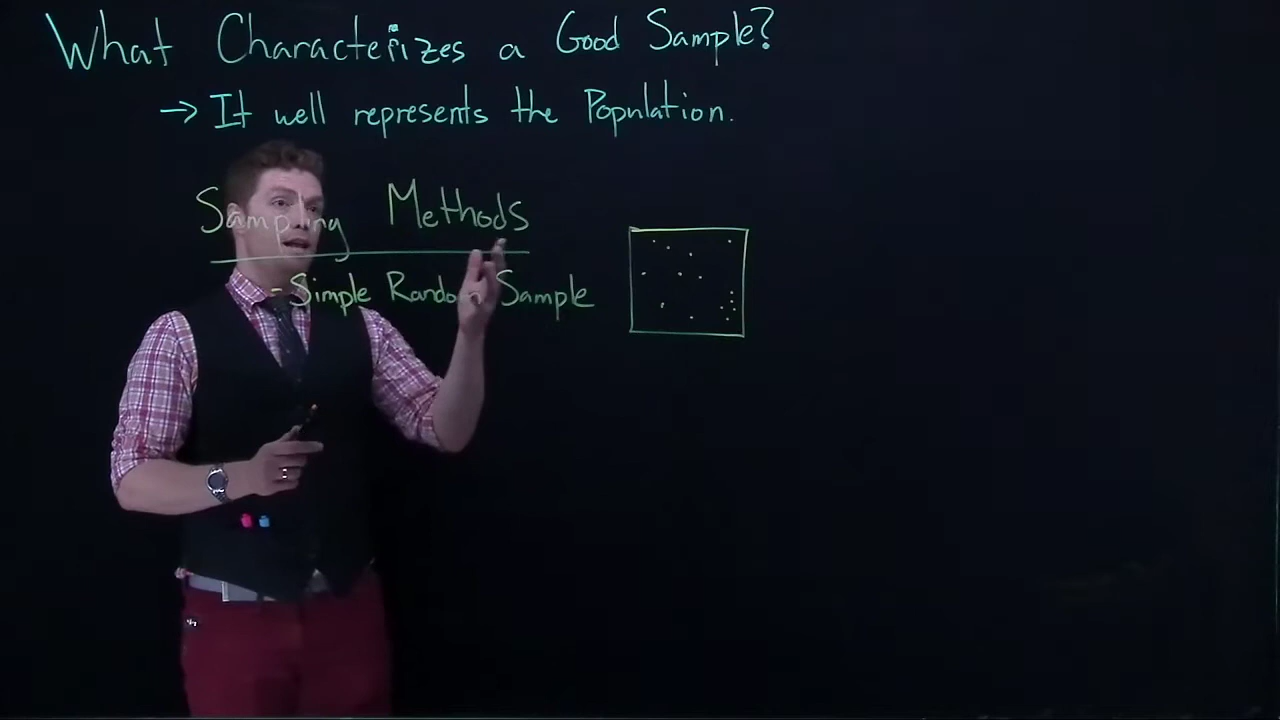 What Characterizes a Good Sample?
→ It well represents the Population.
Sampling Methods
- Simple Random Sample